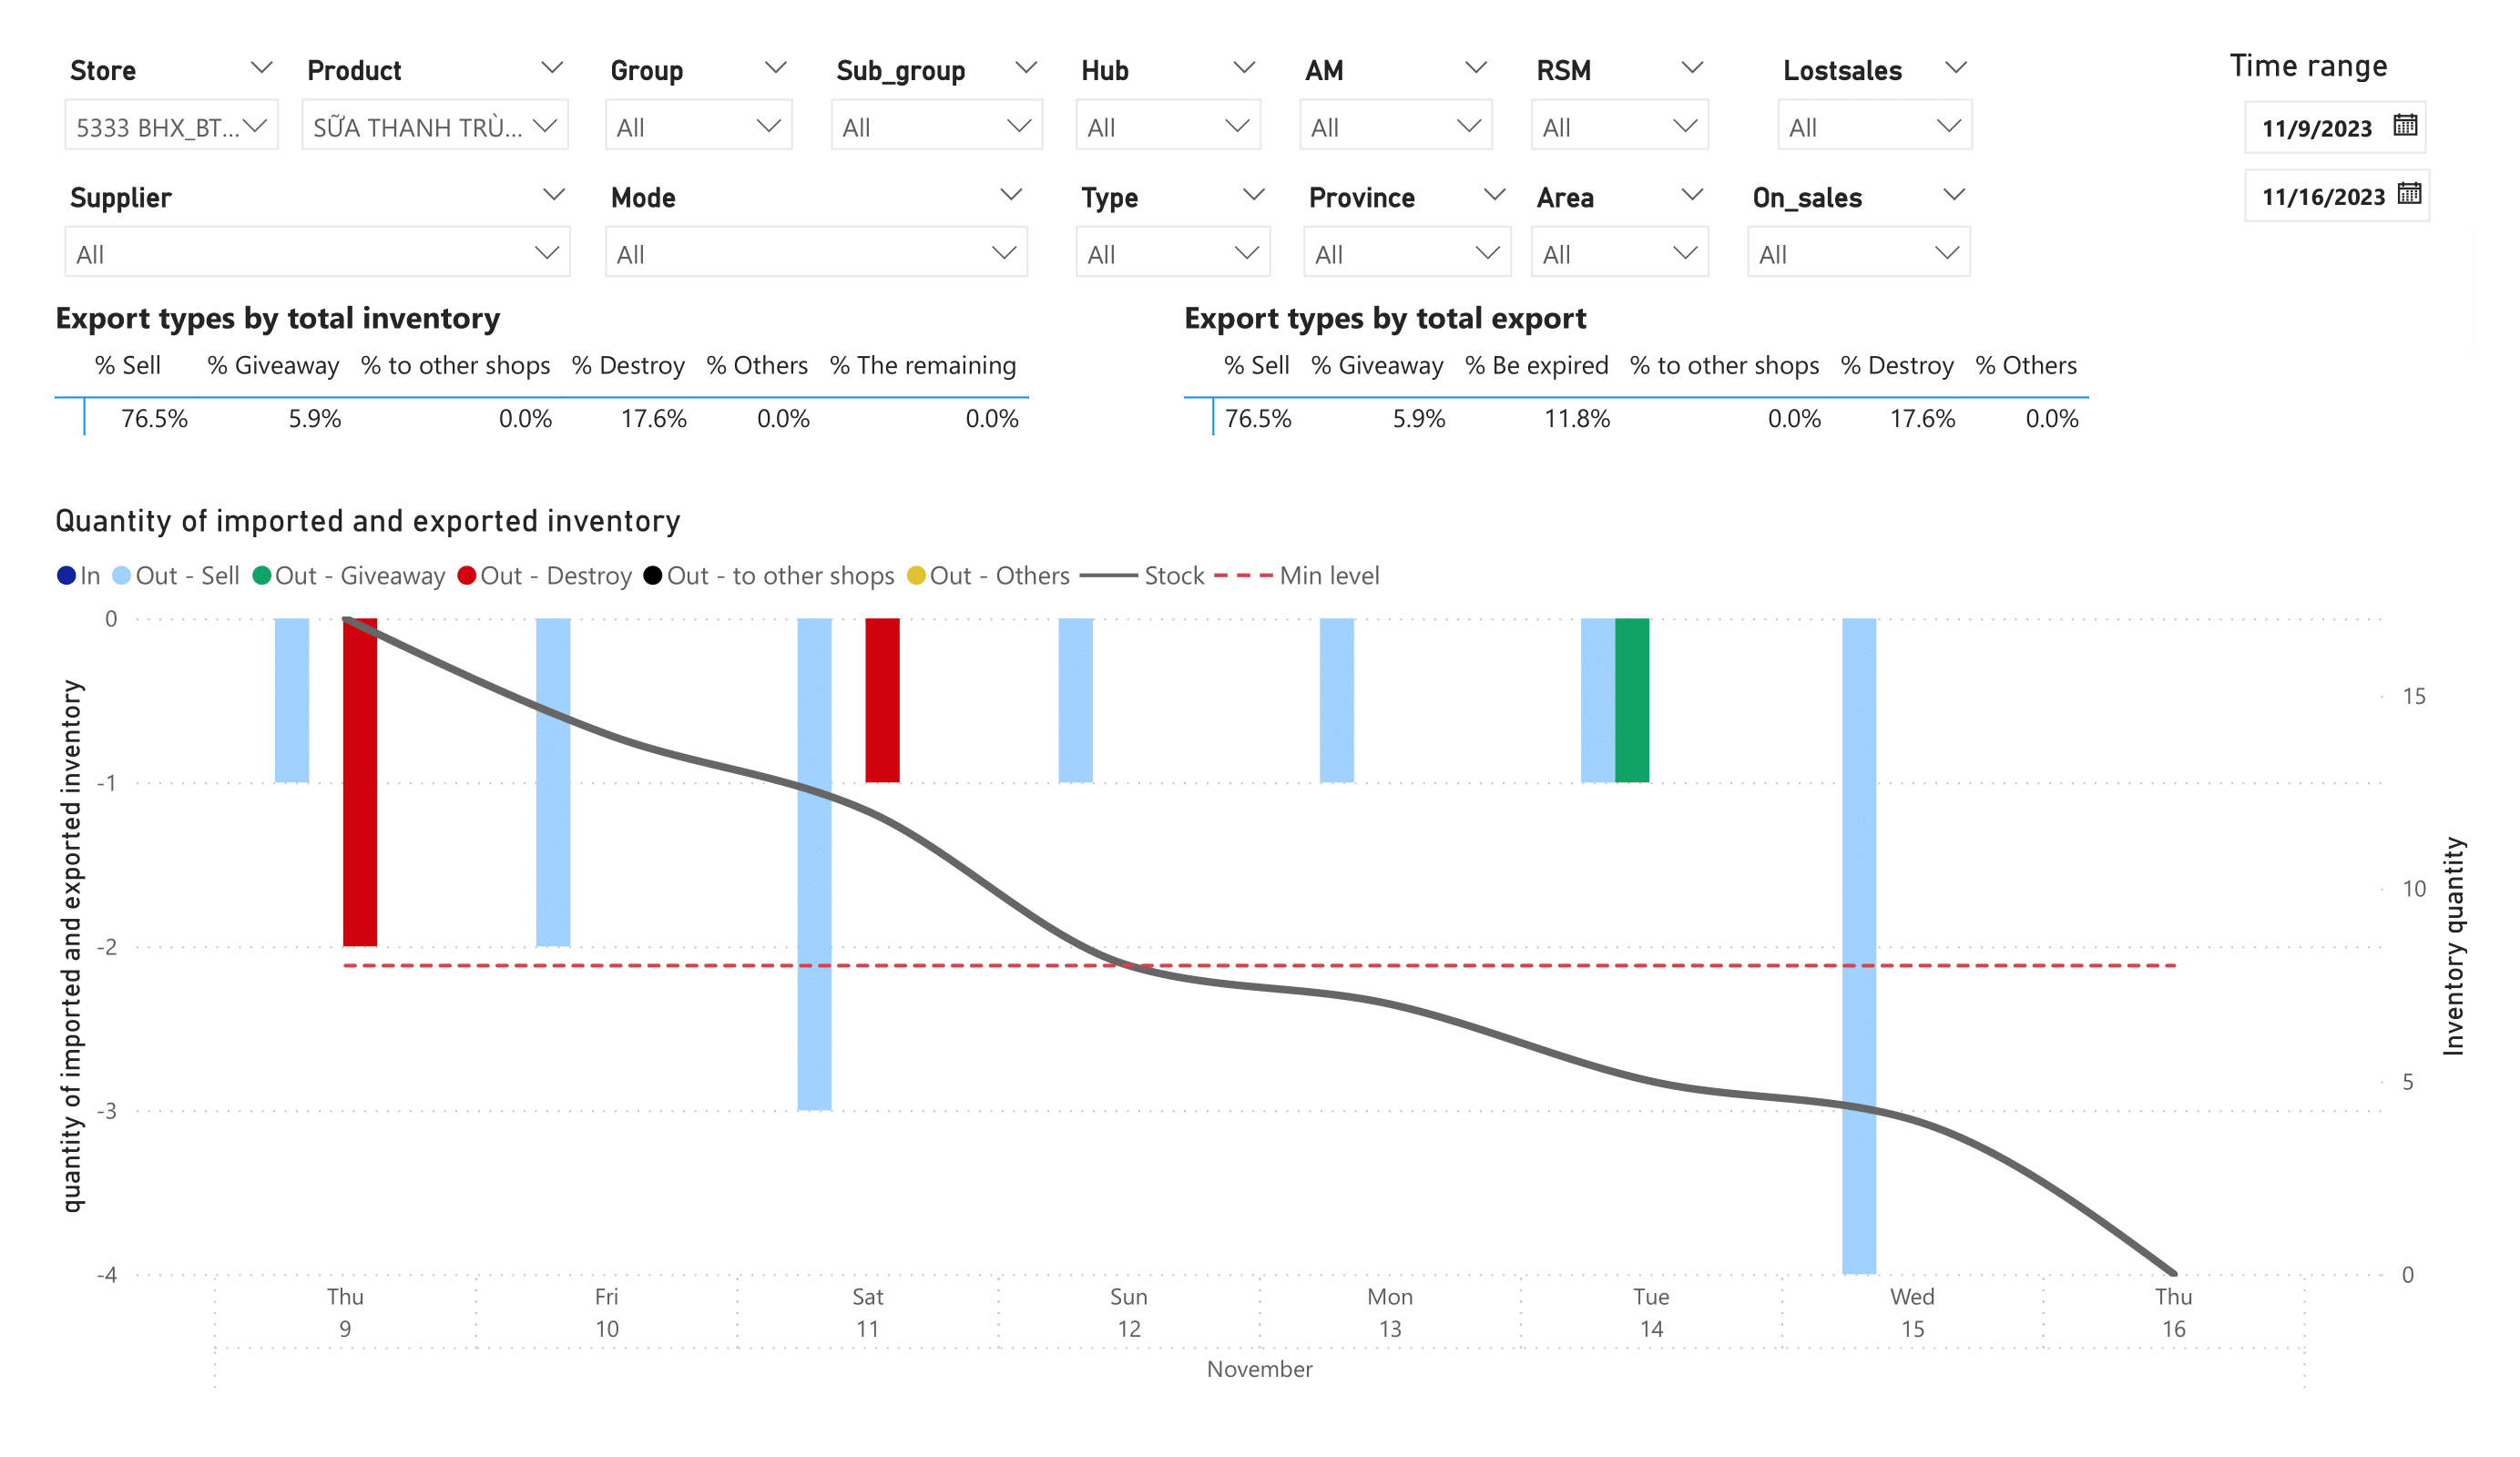 Store Product Group Sub_group Hub AM RSM Lostsales Time range
5333 BHX_BT... SỮA THANH TRÙ... All All All All All All 11/9/2023
Supplier Mode Type Province Area On_sales 11/16/2023
All All All All All All
Export types by total inventory
% Sell % Giveaway % to other shops % Destroy % Others % The remaining
76.5% 5.9% 0.0% 17.6% 0.0% 0.0%
Export types by total export
% Sell % Giveaway % Be expired % to other shops % Destroy % Others
76.5% 5.9% 11.8% 0.0% 17.6% 0.0%
Quantity of imported and exported inventory
In Out - Sell Out - Giveaway Out - Destroy Out - to other shops Out - Others Stock Min level
quantity of imported and exported inventory
0
-1
-2
-3
-4
15
10
5
0
Inventory quantity
Thu Fri Sat Sun Mon Tue Wed Thu
9 10 11 12 13 14 15 16
November